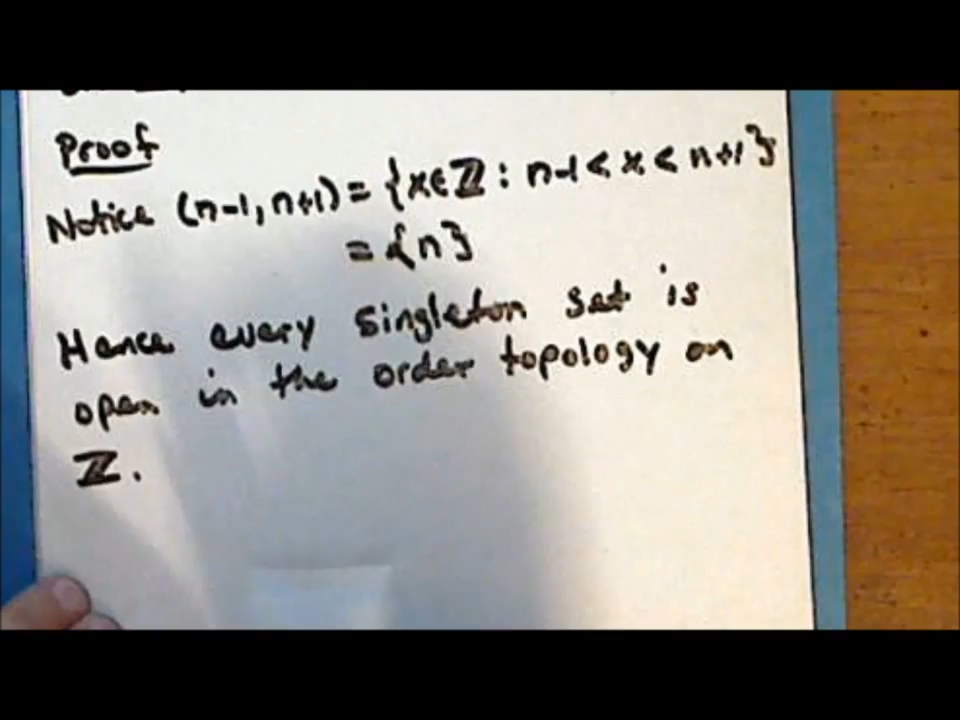 Proof
Notice (n-1, n+1) = {x∈ℤ : n-1 < x < n+1}
= {n}
Hence every singleton set is
open in the order topology on
ℤ.